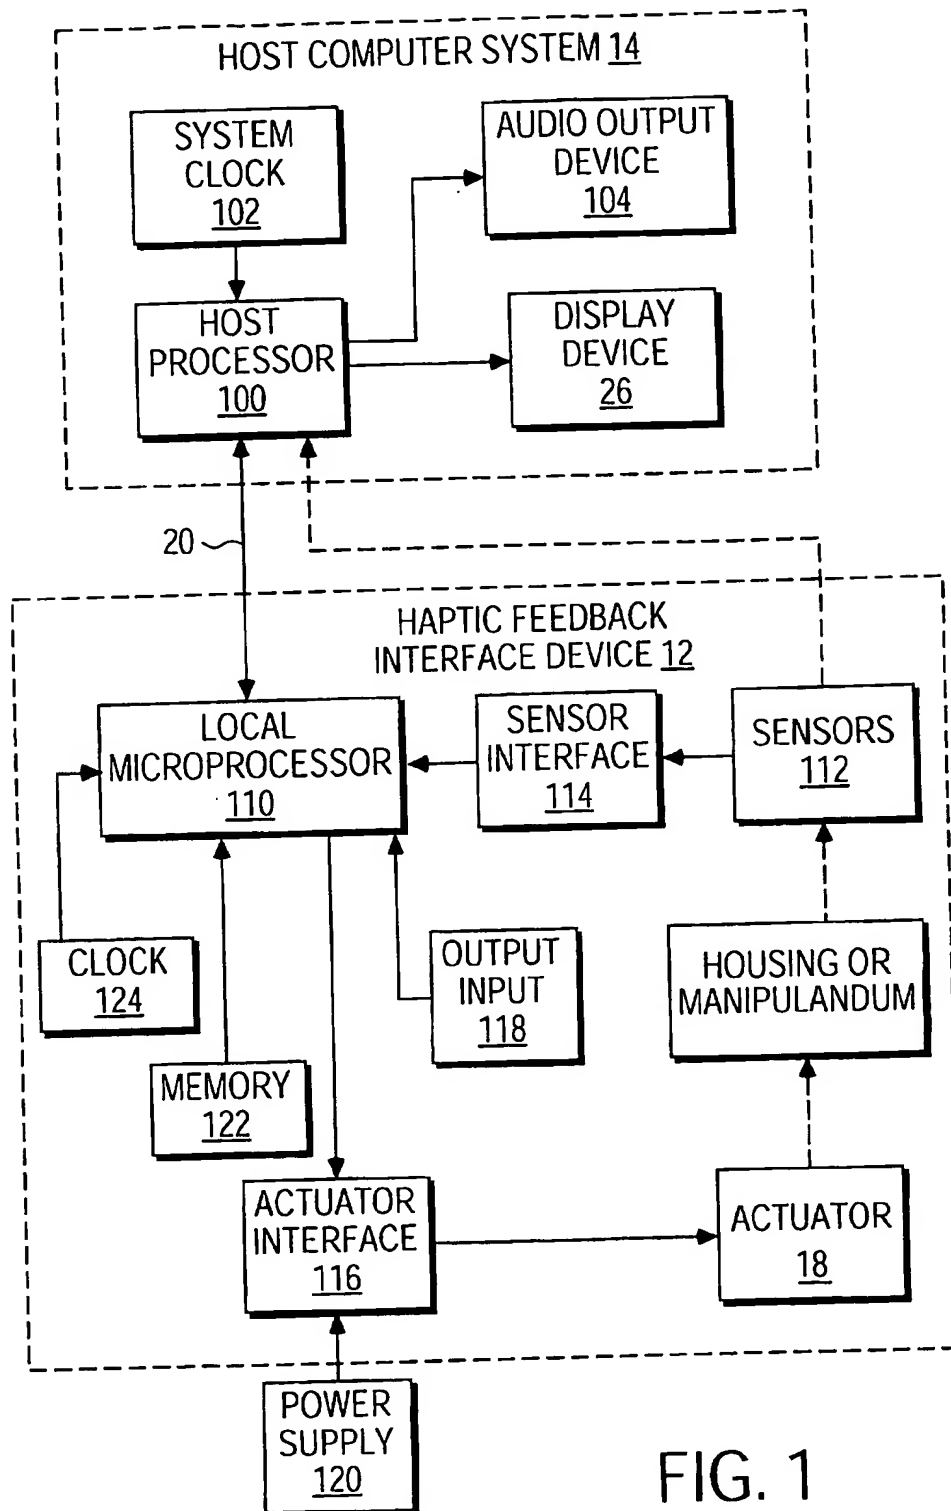 HOST COMPUTER SYSTEM 14
SYSTEM
CLOCK
102
AUDIO OUTPUT
DEVICE
104
HOST
PROCESSOR
100
DISPLAY
DEVICE
26
20
HAPTIC FEEDBACK
INTERFACE DEVICE 12
LOCAL
MICROPROCESSOR
110
SENSOR
INTERFACE
114
SENSORS
112
CLOCK
124
OUTPUT
INPUT
118
HOUSING OR
MANIPULANDUM
MEMORY
122
ACTUATOR
INTERFACE
116
ACTUATOR
18
POWER
SUPPLY
120
FIG. 1